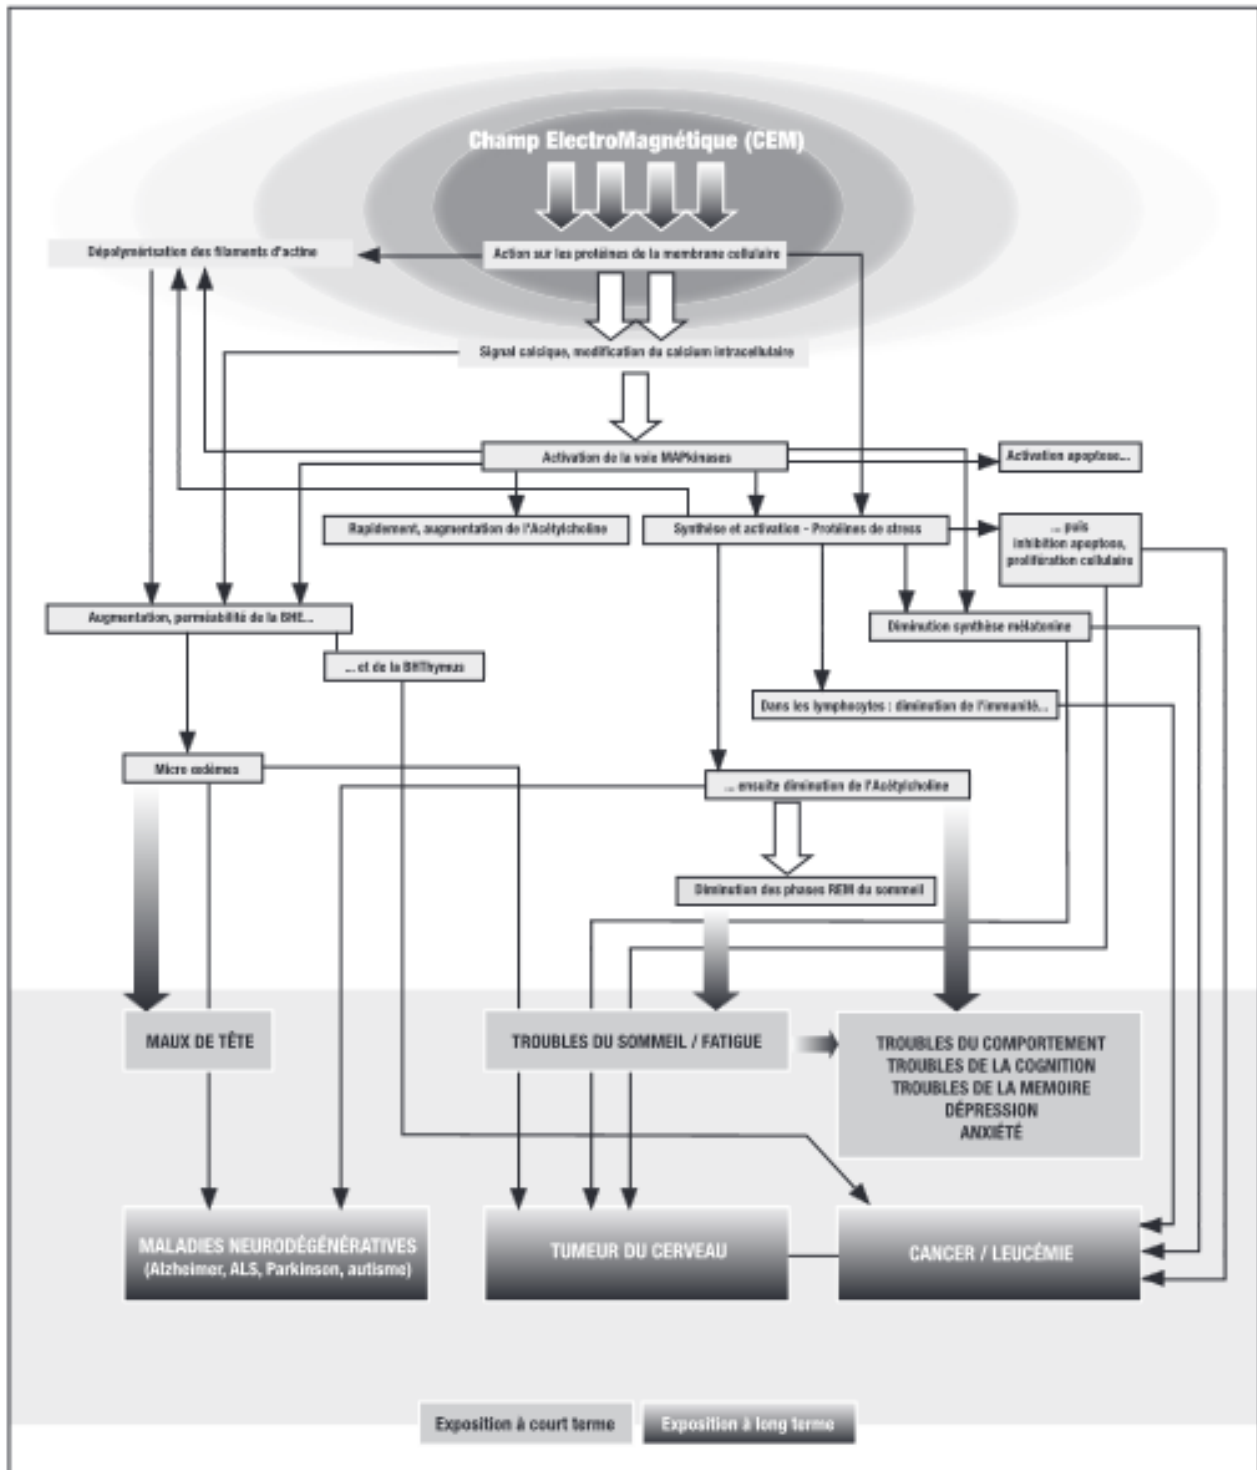 Champ ElectroMagnétique (CEM)
Dépolymérisation des filaments d'actine
Action sur les protéines de la membrane cellulaire
Signal calcique, modification du calcium intracellulaire
Activation de la voie MAPkinases
Activation apoptose...
Rapidement, augmentation de l'Acétylcholine
Synthèse et activation - Protéines de stress
... puis
inhibition apoptose,
prolifération cellulaire
Augmentation, perméabilité de la BHE...
Diminution synthèse mélatonine
... et de la BHThymus
Dans les lymphocytes : diminution de l'immunité...
Micro œdèmes
... ensuite diminution de l'Acétylcholine
Diminution des phases REM du sommeil
MAUX DE TÊTE
TROUBLES DU SOMMEIL / FATIGUE
TROUBLES DU COMPORTEMENT
TROUBLES DE LA COGNITION
TROUBLES DE LA MEMOIRE
DÉPRESSION
ANXIÉTÉ
MALADIES NEURODÉGÉNÉRATIVES
(Alzheimer, ALS, Parkinson, autisme)
TUMEUR DU CERVEAU
CANCER / LEUCÉMIE
Exposition à court terme
Exposition à long terme